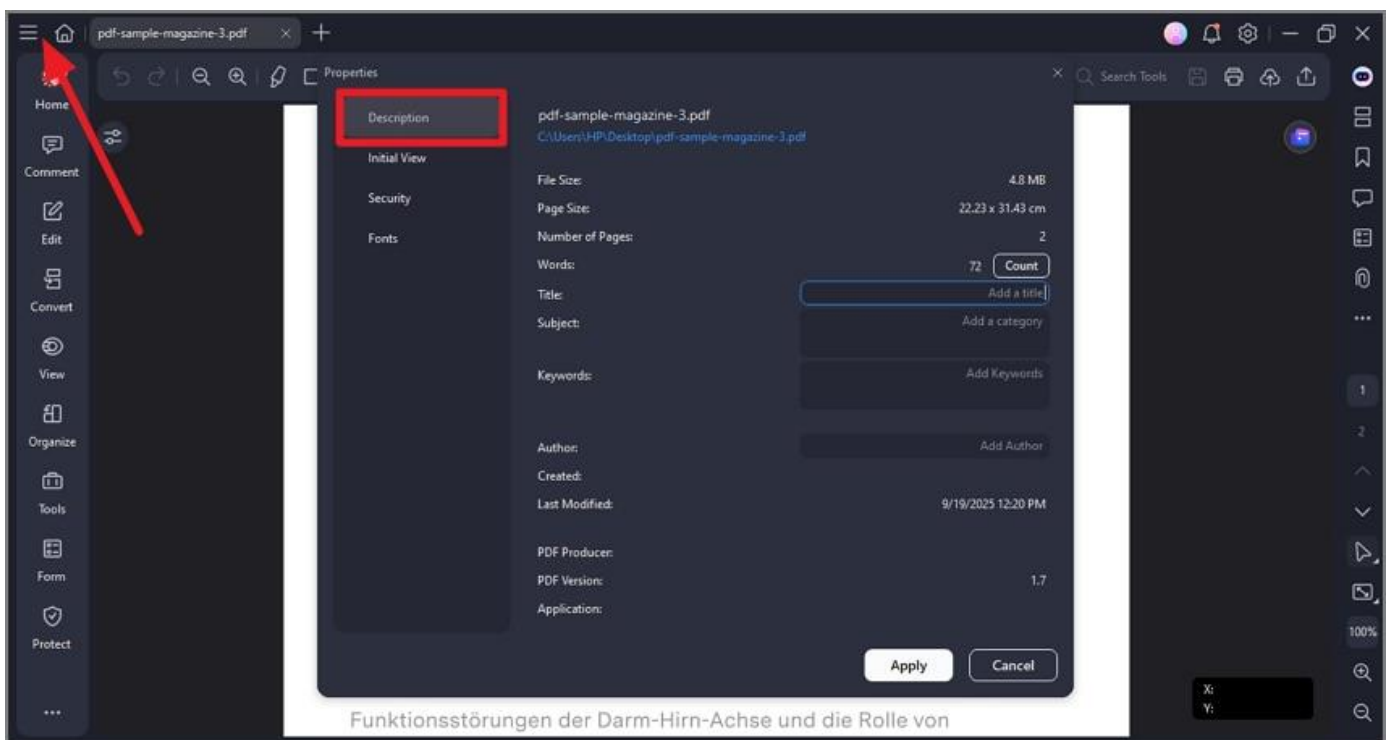 pdf-sample-magazine-3.pdf
Search Tools
Home
Comment
Edit
Convert
View
Organize
Tools
Form
Protect
Properties
Description
Initial View
Security
Fonts
pdf-sample-magazine-3.pdf
C:\Users\HP\Desktop\pdf-sample-magazine-3.pdf
File Size: 4.8 MB
Page Size: 22.23 x 31.43 cm
Number of Pages: 2
Words: 72 Count
Title: Add a title
Subject: Add a category
Keywords: Add Keywords
Author: Add Author
Created:
Last Modified: 9/19/2025 12:20 PM
PDF Producer:
PDF Version: 1.7
Application:
Apply Cancel
Funktionsstörungen der Darm-Hirn-Achse und die Rolle von
1
2
100%
X:
Y: